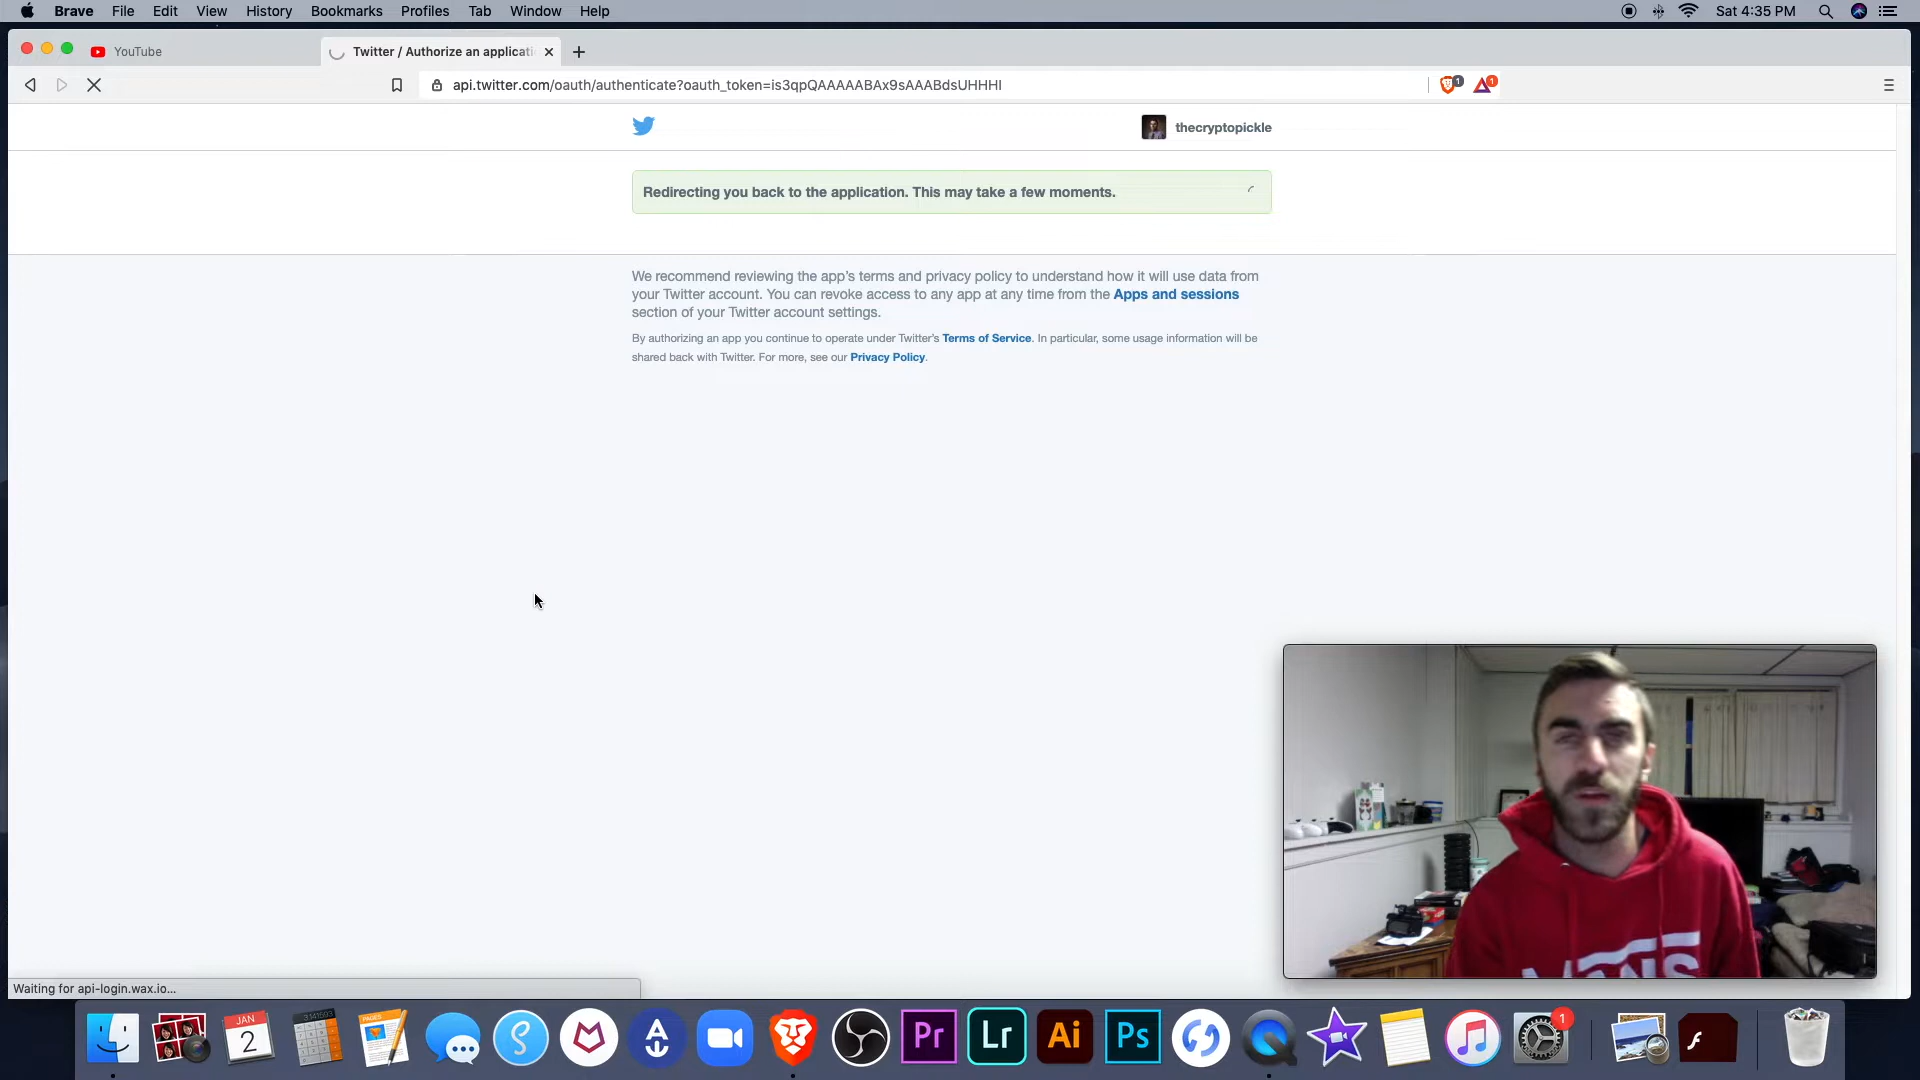 Brave File Edit View History Bookmarks Profiles Tab Window Help Sat 4:35 PM
YouTube Twitter / Authorize an applicati
api.twitter.com/oauth/authenticate?oauth_token=is3qpQAAAAABAx9sAAABdsUHHHI 1 1
thecryptopickle
Redirecting you back to the application. This may take a few moments.
We recommend reviewing the app's terms and privacy policy to understand how it will use data from
your Twitter account. You can revoke access to any app at any time from the Apps and sessions
section of your Twitter account settings.
By authorizing an app you continue to operate under Twitter's Terms of Service. In particular, some usage information will be
shared back with Twitter. For more, see our Privacy Policy.
VANS
Waiting for api-login.wax.io...
JAN
2
PAGES
Pr Lr Ai Ps
1